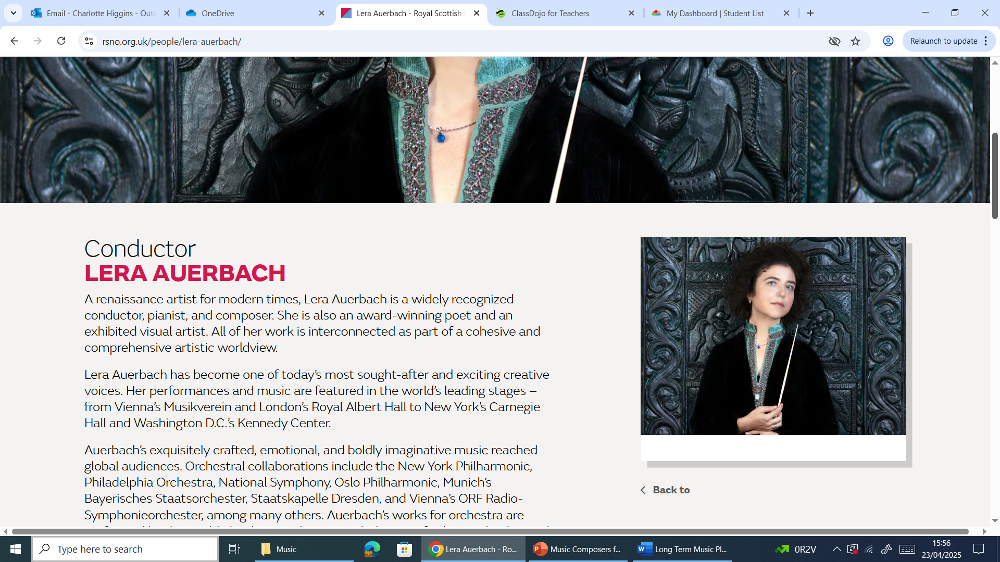 Email - Charlotte Higgins - Outl
OneDrive
Lera Auerbach - Royal Scottish
ClassDojo for Teachers
My Dashboard | Student List
rsno.org.uk/people/lera-auerbach/
Relaunch to update
Conductor
LERA AUERBACH
A renaissance artist for modern times, Lera Auerbach is a widely recognized
conductor, pianist, and composer. She is also an award-winning poet and an
exhibited visual artist. All of her work is interconnected as part of a cohesive and
comprehensive artistic worldview.
Lera Auerbach has become one of today's most sought-after and exciting creative
voices. Her performances and music are featured in the world's leading stages –
from Vienna's Musikverein and London's Royal Albert Hall to New York's Carnegie
Hall and Washington D.C.'s Kennedy Center.
Auerbach's exquisitely crafted, emotional, and boldly imaginative music reached
global audiences. Orchestral collaborations include the New York Philharmonic,
Philadelphia Orchestra, National Symphony, Oslo Philharmonic, Munich's
Bayerisches Staatsorchester, Staatskapelle Dresden, and Vienna's ORF Radio-
Symphonieorchester, among many others. Auerbach's works for orchestra are
Back to
Type here to search
Music
Lera Auerbach - Ro...
Music Composers f...
Long Term Music Pl...
0R2V
15:56
23/04/2025